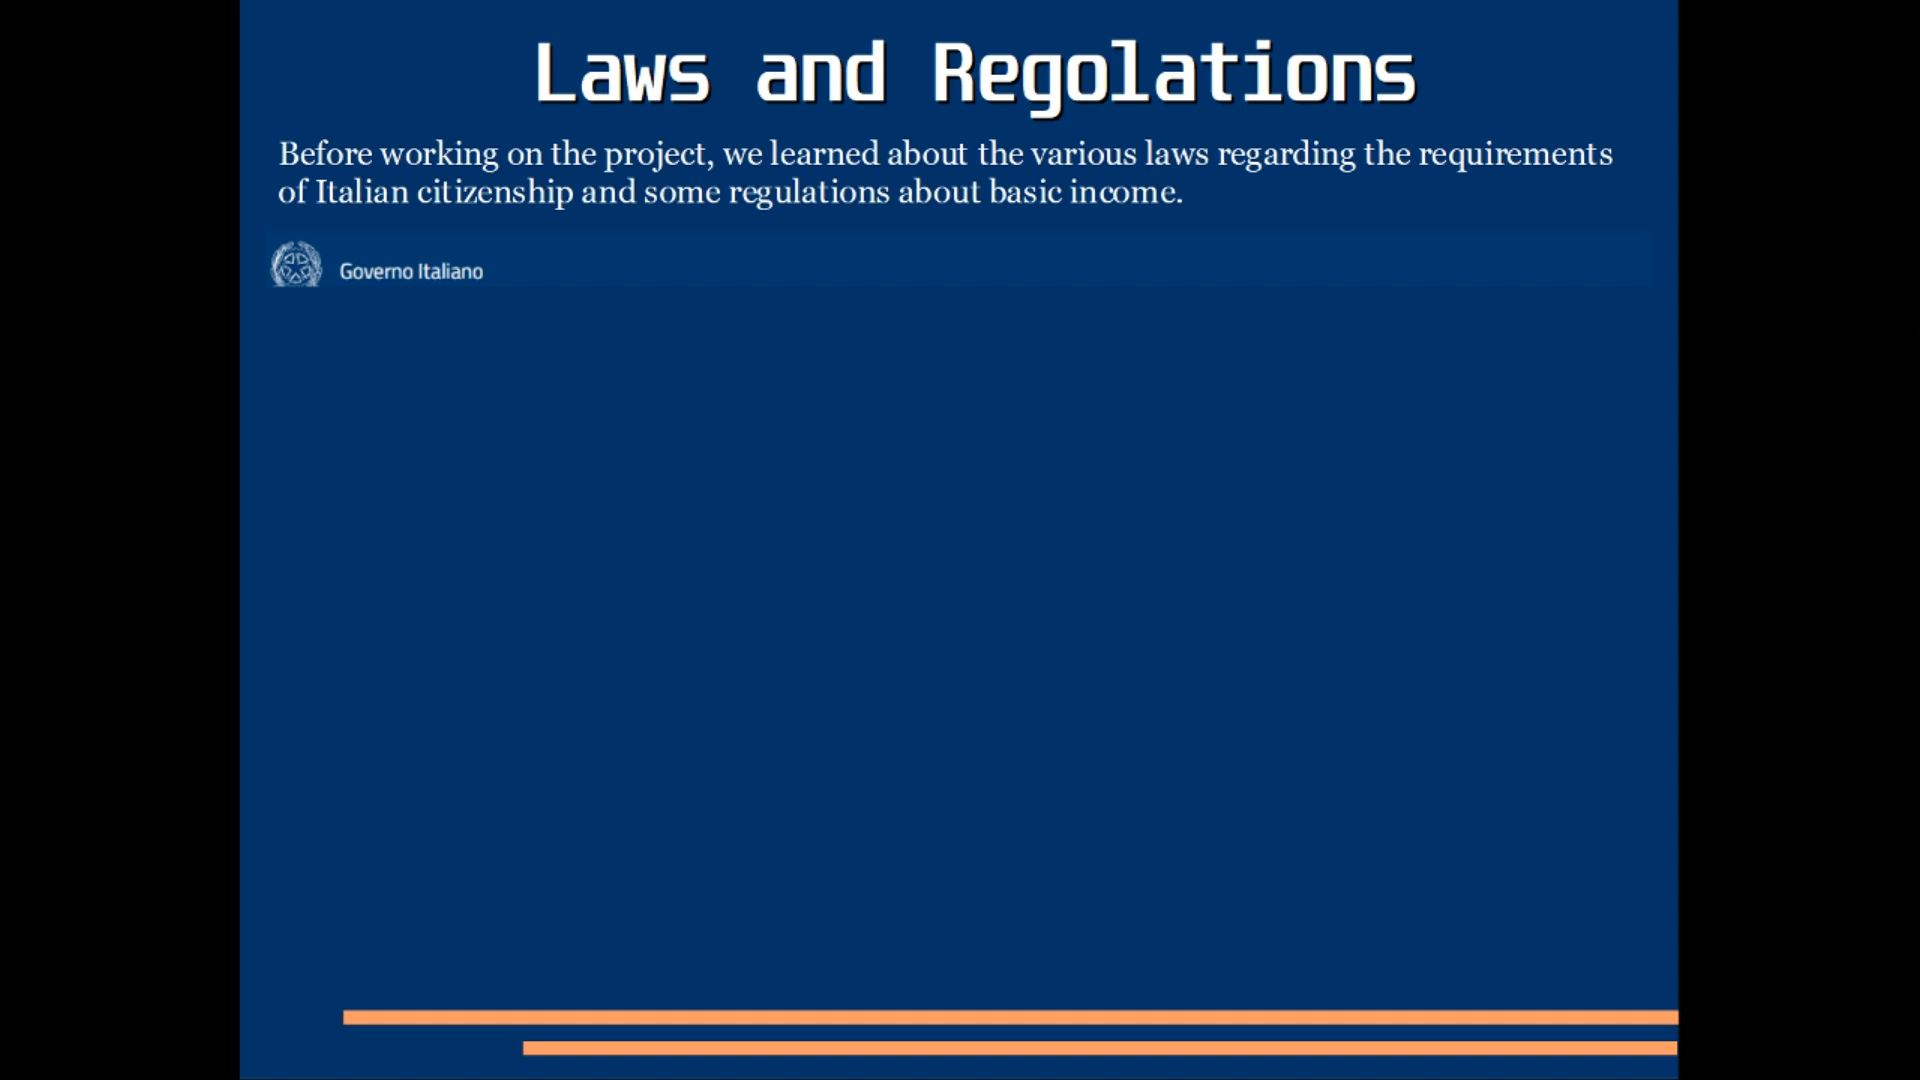 Laws and Regolations
Before working on the project, we learned about the various laws regarding the requirements
of Italian citizenship and some regulations about basic income.
Governo Italiano